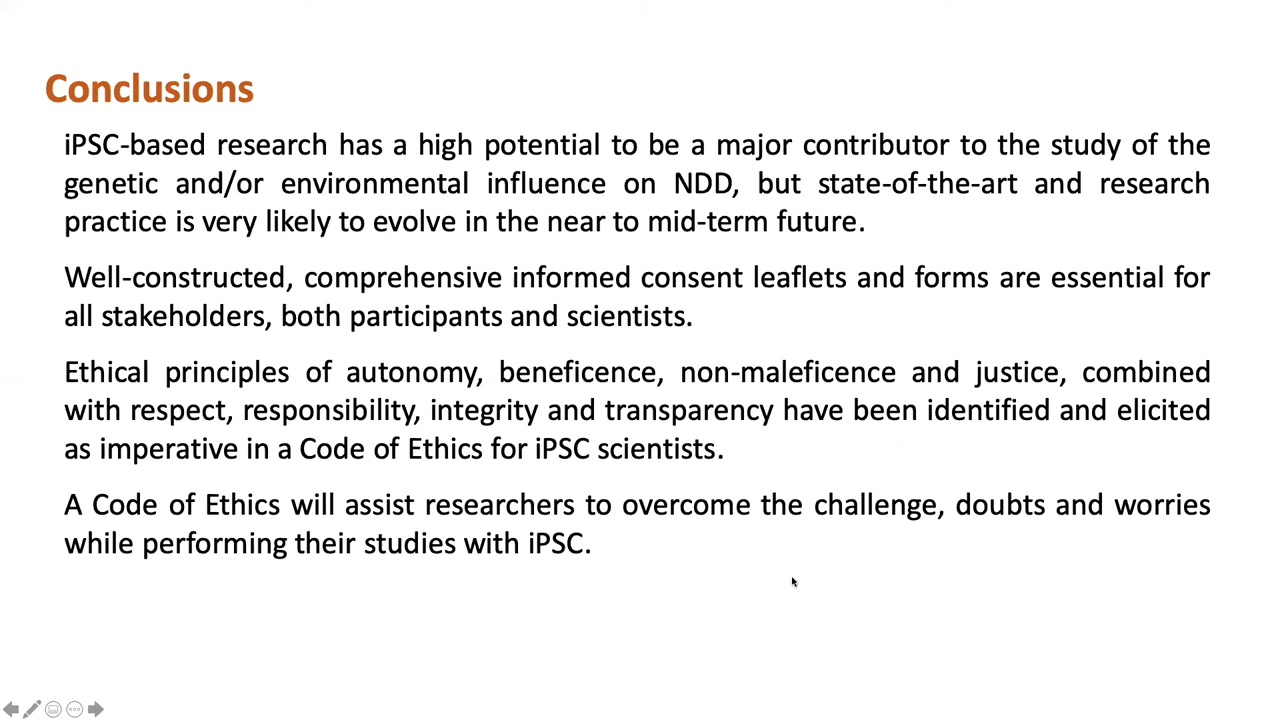 Conclusions
iPSC-based research has a high potential to be a major contributor to the study of the
genetic and/or environmental influence on NDD, but state-of-the-art and research
practice is very likely to evolve in the near to mid-term future.
Well-constructed, comprehensive informed consent leaflets and forms are essential for
all stakeholders, both participants and scientists.
Ethical principles of autonomy, beneficence, non-maleficence and justice, combined
with respect, responsibility, integrity and transparency have been identified and elicited
as imperative in a Code of Ethics for iPSC scientists.
A Code of Ethics will assist researchers to overcome the challenge, doubts and worries
while performing their studies with iPSC.